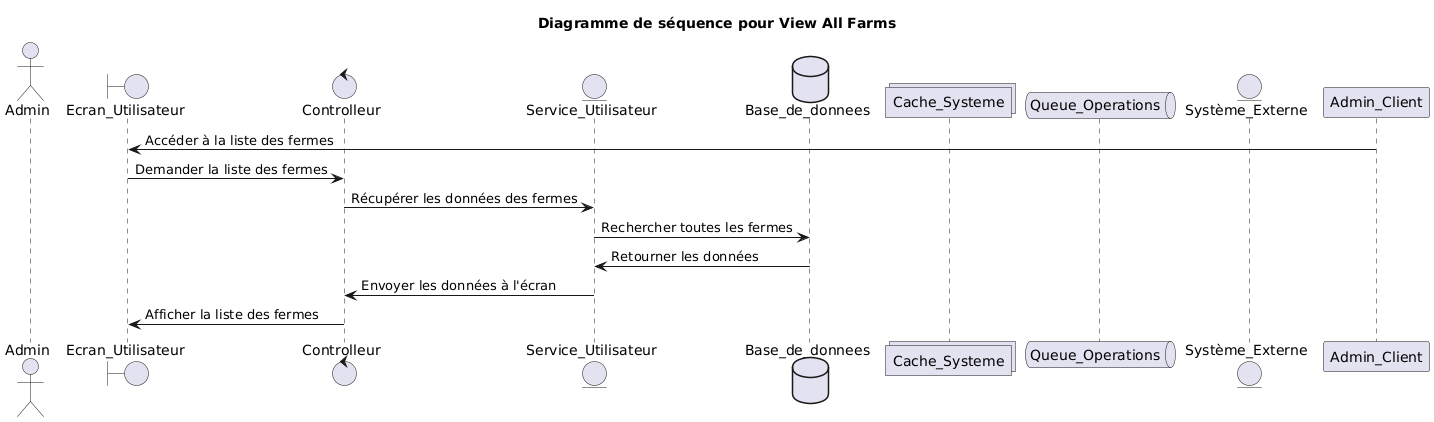 Diagramme de séquence pour View All Farms
Admin
Ecran_Utilisateur
Controlleur
Service_Utilisateur
Base_de_donnees
Cache_Systeme
Queue_Operations
Système_Externe
Admin_Client
Accéder à la liste des fermes
Demander la liste des fermes
Récupérer les données des fermes
Rechercher toutes les fermes
Retourner les données
Envoyer les données à l'écran
Afficher la liste des fermes
Admin
Ecran_Utilisateur
Controlleur
Service_Utilisateur
Base_de_donnees
Cache_Systeme
Queue_Operations
Système_Externe
Admin_Client